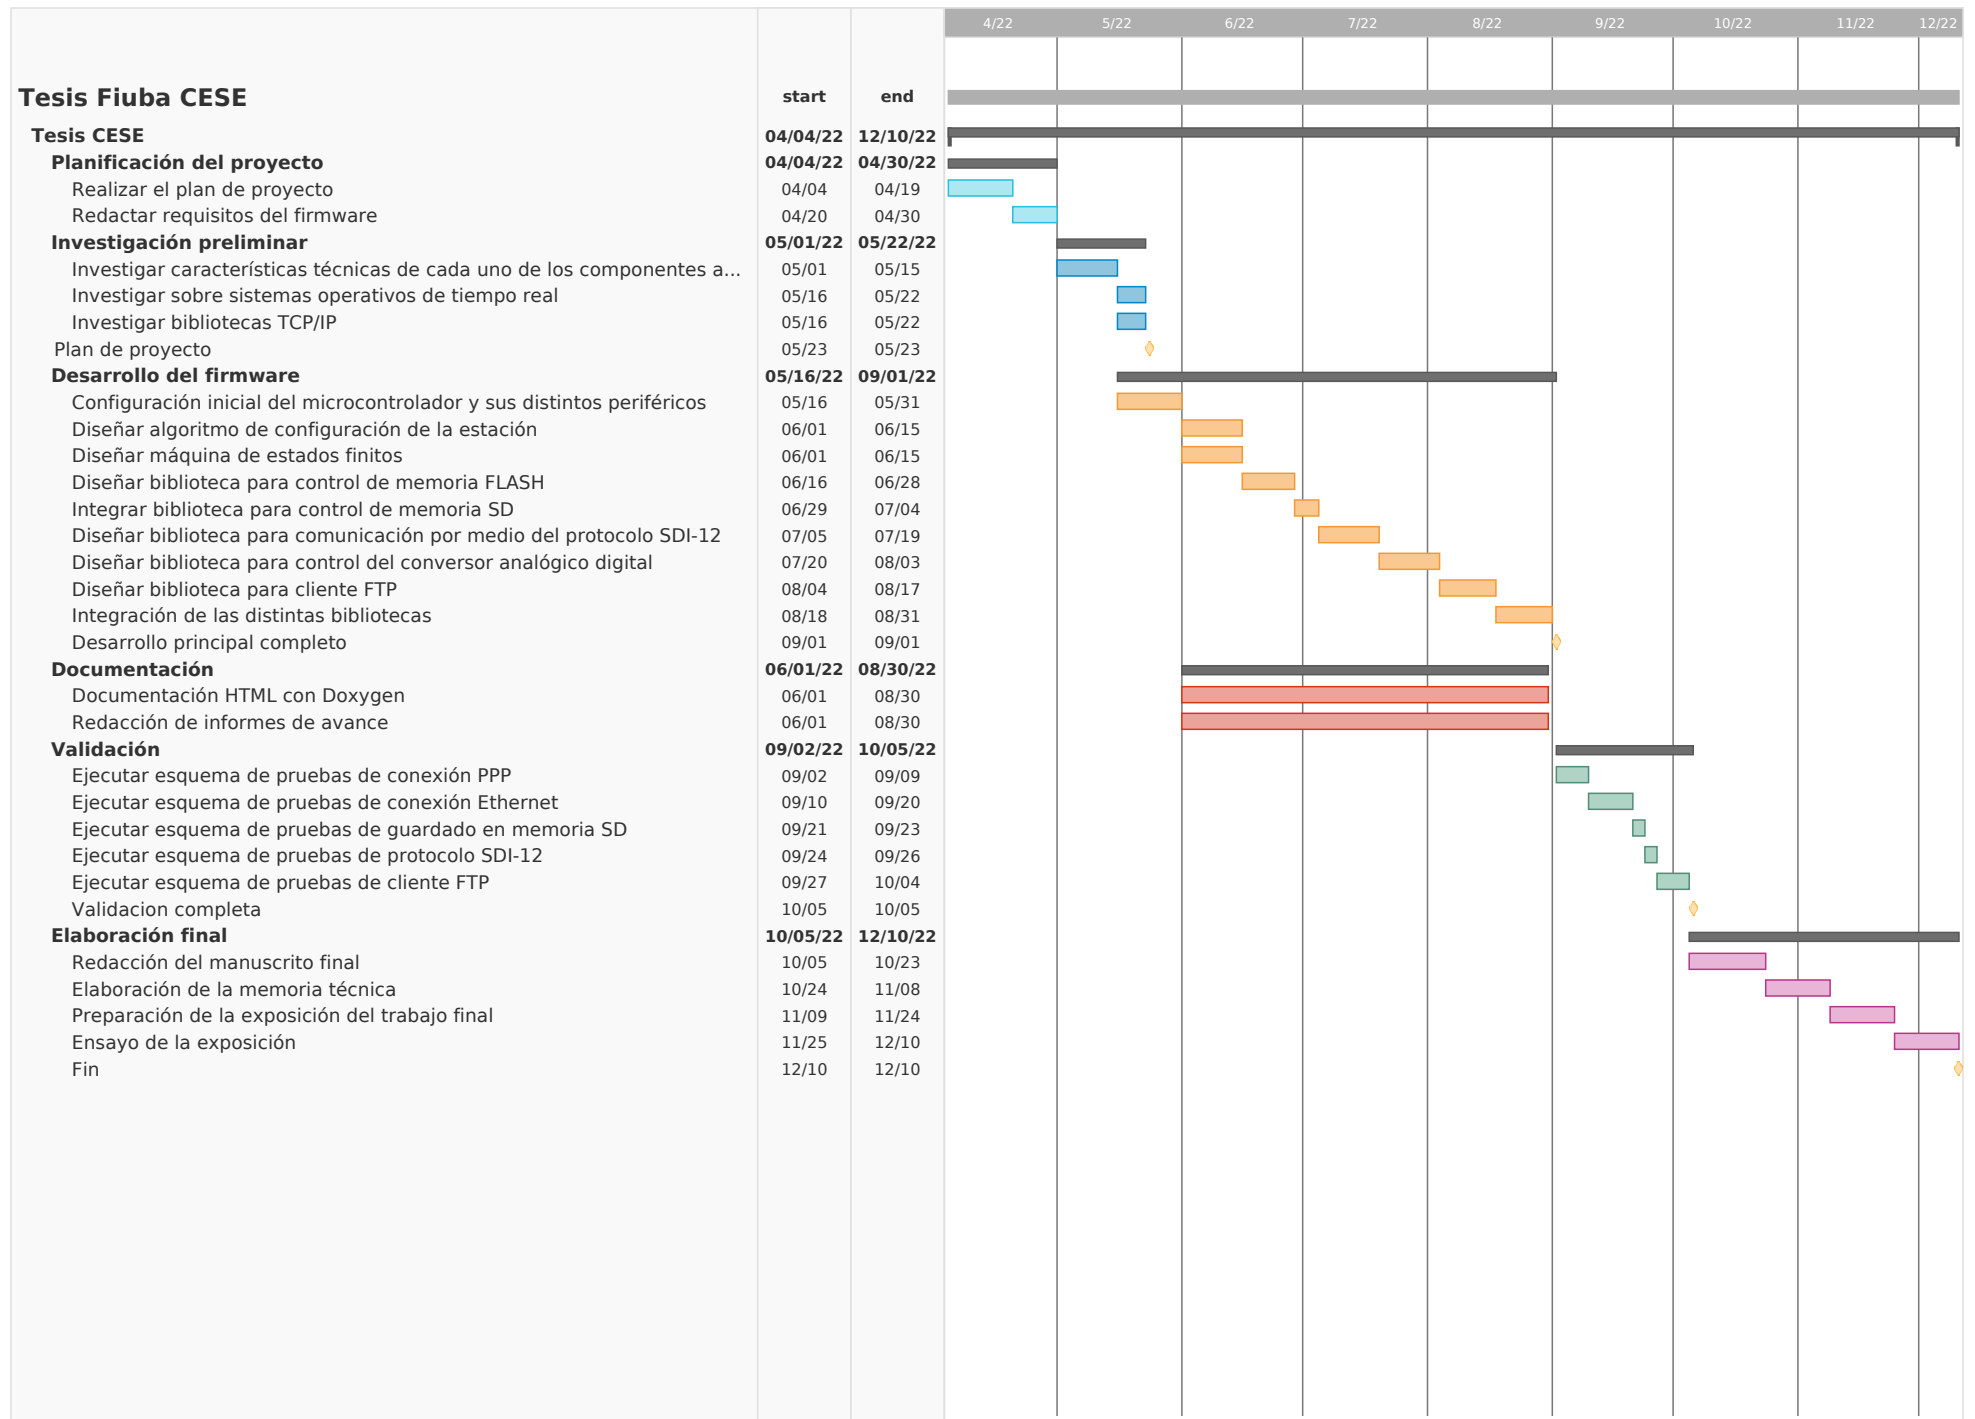 4/22 5/22 6/22 7/22 8/22 9/22 10/22 11/22 12/22
Tesis Fiuba CESE start end
Tesis CESE 04/04/22 12/10/22
Planificación del proyecto 04/04/22 04/30/22
Realizar el plan de proyecto 04/04 04/19
Redactar requisitos del firmware 04/20 04/30
Investigación preliminar 05/01/22 05/22/22
Investigar características técnicas de cada uno de los componentes a... 05/01 05/15
Investigar sobre sistemas operativos de tiempo real 05/16 05/22
Investigar bibliotecas TCP/IP 05/16 05/22
Plan de proyecto 05/23 05/23
Desarrollo del firmware 05/16/22 09/01/22
Configuración inicial del microcontrolador y sus distintos periféricos 05/16 05/31
Diseñar algoritmo de configuración de la estación 06/01 06/15
Diseñar máquina de estados finitos 06/01 06/15
Diseñar biblioteca para control de memoria FLASH 06/16 06/28
Integrar biblioteca para control de memoria SD 06/29 07/04
Diseñar biblioteca para comunicación por medio del protocolo SDI-12 07/05 07/19
Diseñar biblioteca para control del conversor analógico digital 07/20 08/03
Diseñar biblioteca para cliente FTP 08/04 08/17
Integración de las distintas bibliotecas 08/18 08/31
Desarrollo principal completo 09/01 09/01
Documentación 06/01/22 08/30/22
Documentación HTML con Doxygen 06/01 08/30
Redacción de informes de avance 06/01 08/30
Validación 09/02/22 10/05/22
Ejecutar esquema de pruebas de conexión PPP 09/02 09/09
Ejecutar esquema de pruebas de conexión Ethernet 09/10 09/20
Ejecutar esquema de pruebas de guardado en memoria SD 09/21 09/23
Ejecutar esquema de pruebas de protocolo SDI-12 09/24 09/26
Ejecutar esquema de pruebas de cliente FTP 09/27 10/04
Validacion completa 10/05 10/05
Elaboración final 10/05/22 12/10/22
Redacción del manuscrito final 10/05 10/23
Elaboración de la memoria técnica 10/24 11/08
Preparación de la exposición del trabajo final 11/09 11/24
Ensayo de la exposición 11/25 12/10
Fin 12/10 12/10